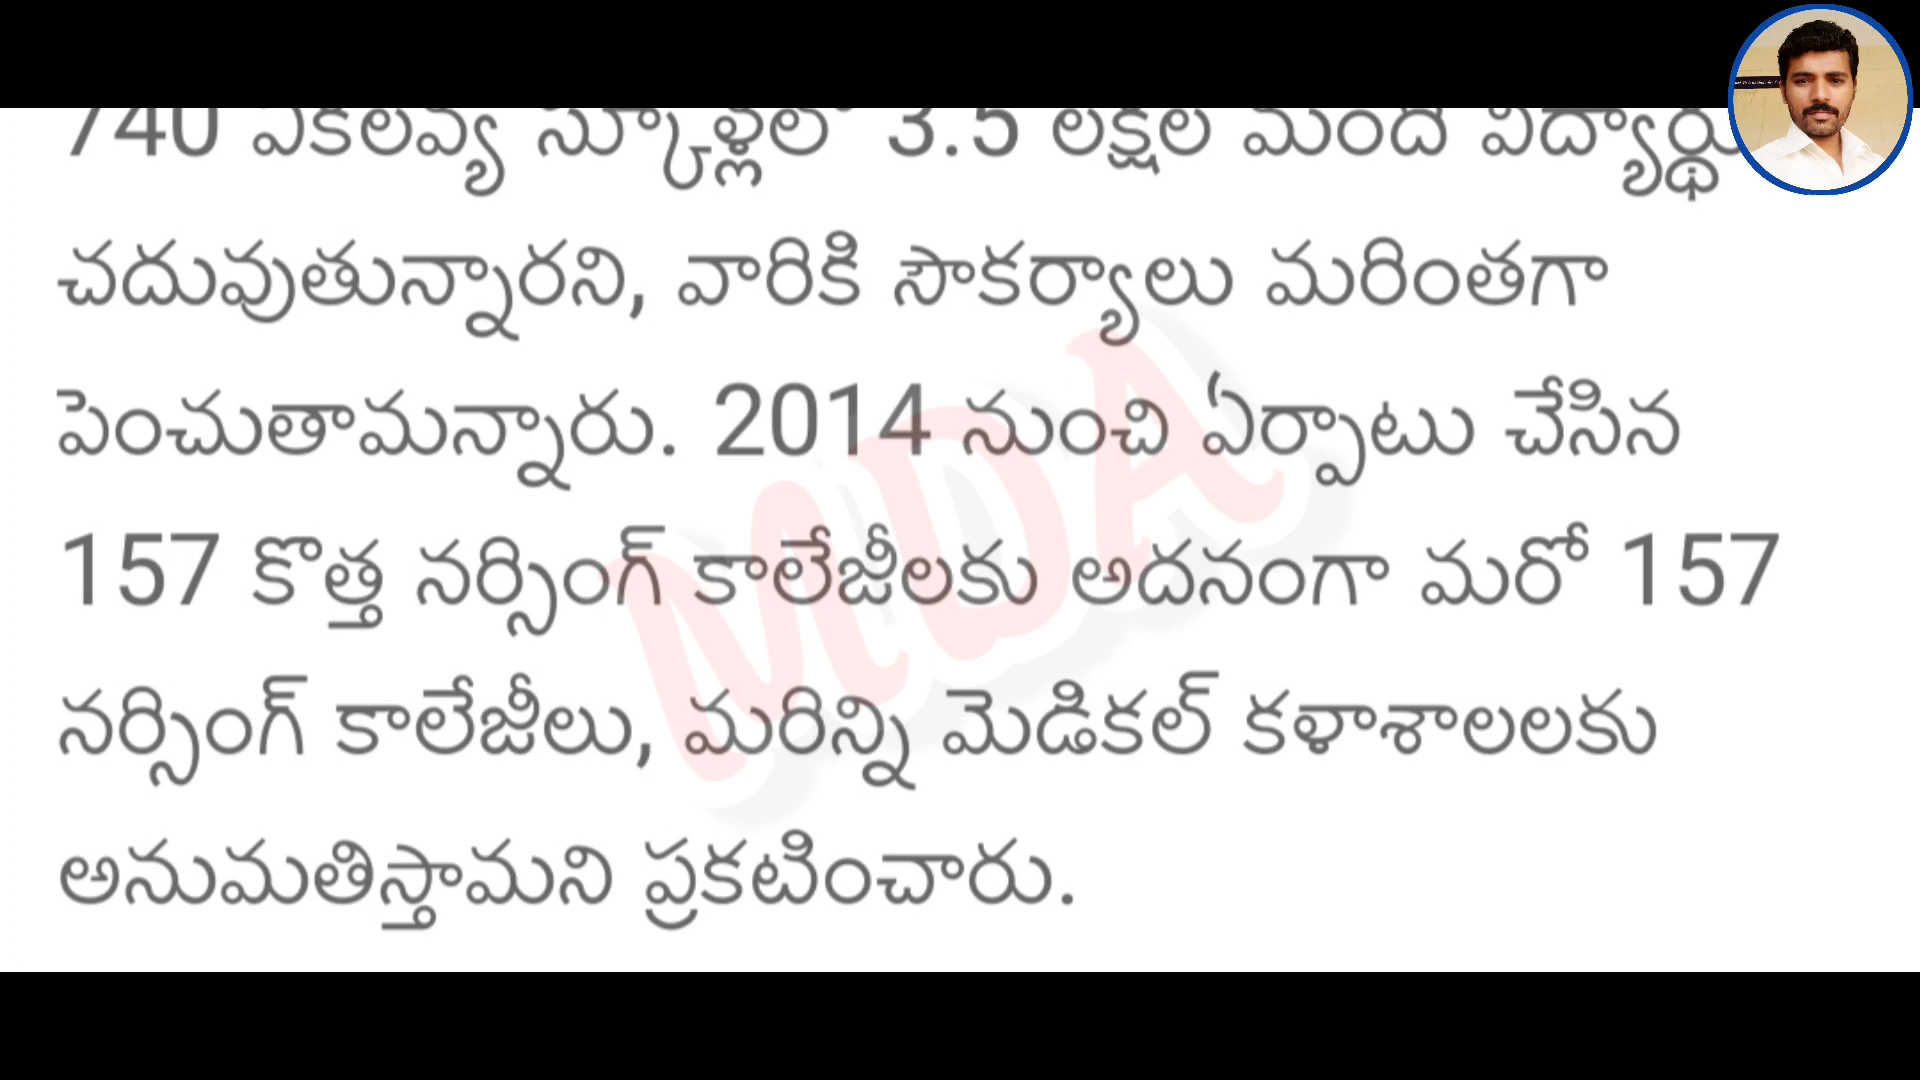 740 ఏకలవ్య స్కూళ్లలో 3.5 లక్షల మంది
చదువుతున్నారని, వారికి సౌకర్యాలు మరింతగా
పెంచుతామన్నారు. 2014 నుంచి ఏర్పాటు చేసిన
157 కొత్త నర్సింగ్ కాలేజీలకు అదనంగా మరో 157
నర్సింగ్ కాలేజీలు, మరిన్ని మెడికల్ కళాశాలలకు
అనుమతిస్తామని ప్రకటించారు.
MDA